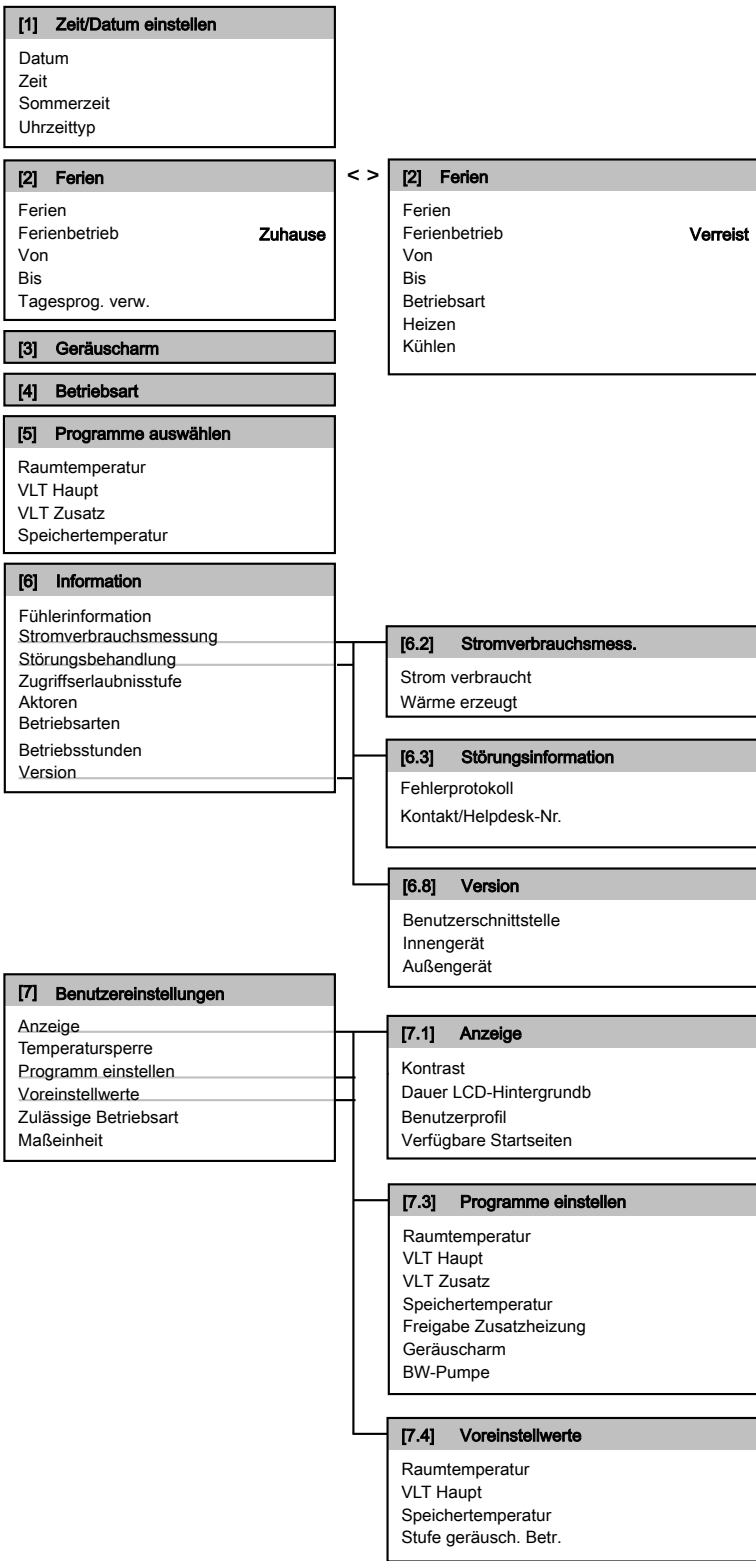 [1] Zeit/Datum einstellen
Datum
Zeit
Sommerzeit
Uhrzeittyp
[2] Ferien
Ferien
Ferienbetrieb Zuhause
Von
Bis
Tagesprog. verw.
< >
[2] Ferien
Ferien
Ferienbetrieb Verreist
Von
Bis
Betriebsart
Heizen
Kühlen
[3] Geräuscharm
[4] Betriebsart
[5] Programme auswählen
Raumtemperatur
VLT Haupt
VLT Zusatz
Speichertemperatur
[6] Information
Fühlerinformation
Stromverbrauchsmessung
Störungsbehandlung
Zugriffserlaubnisstufe
Aktoren
Betriebsarten
Betriebsstunden
Version
[6.2] Stromverbrauchsmess.
Strom verbraucht
Wärme erzeugt
[6.3] Störungsinformation
Fehlerprotokoll
Kontakt/Helpdesk-Nr.
[6.8] Version
Benutzerschnittstelle
Innengerät
Außengerät
[7] Benutzereinstellungen
Anzeige
Temperatursperre
Programm einstellen
Voreinstellwerte
Zulässige Betriebsart
Maßeinheit
[7.1] Anzeige
Kontrast
Dauer LCD-Hintergrundb
Benutzerprofil
Verfügbare Startseiten
[7.3] Programme einstellen
Raumtemperatur
VLT Haupt
VLT Zusatz
Speichertemperatur
Freigabe Zusatzheizung
Geräuscharm
BW-Pumpe
[7.4] Voreinstellwerte
Raumtemperatur
VLT Haupt
Speichertemperatur
Stufe geräusch. Betr.